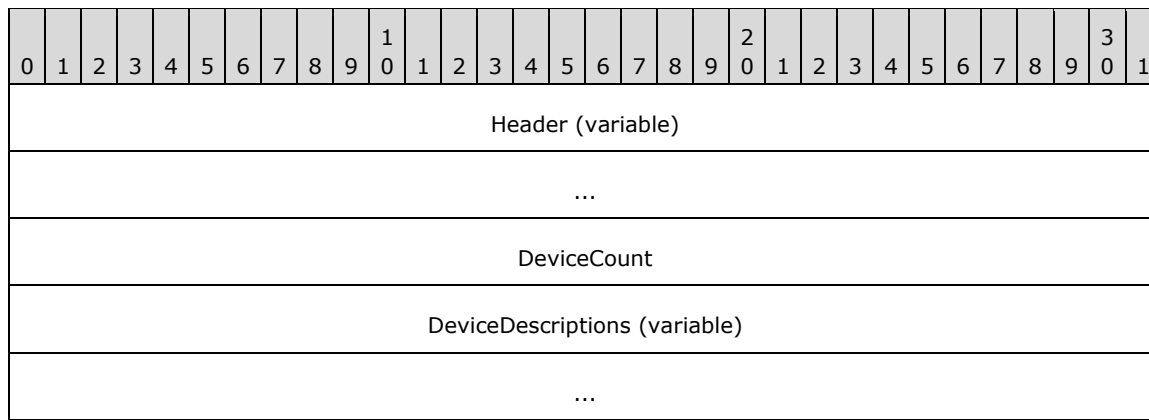 1 2 3
0 1 2 3 4 5 6 7 8 9 0 1 2 3 4 5 6 7 8 9 0 1 2 3 4 5 6 7 8 9 0 1
Header (variable)
...
DeviceCount
DeviceDescriptions (variable)
...